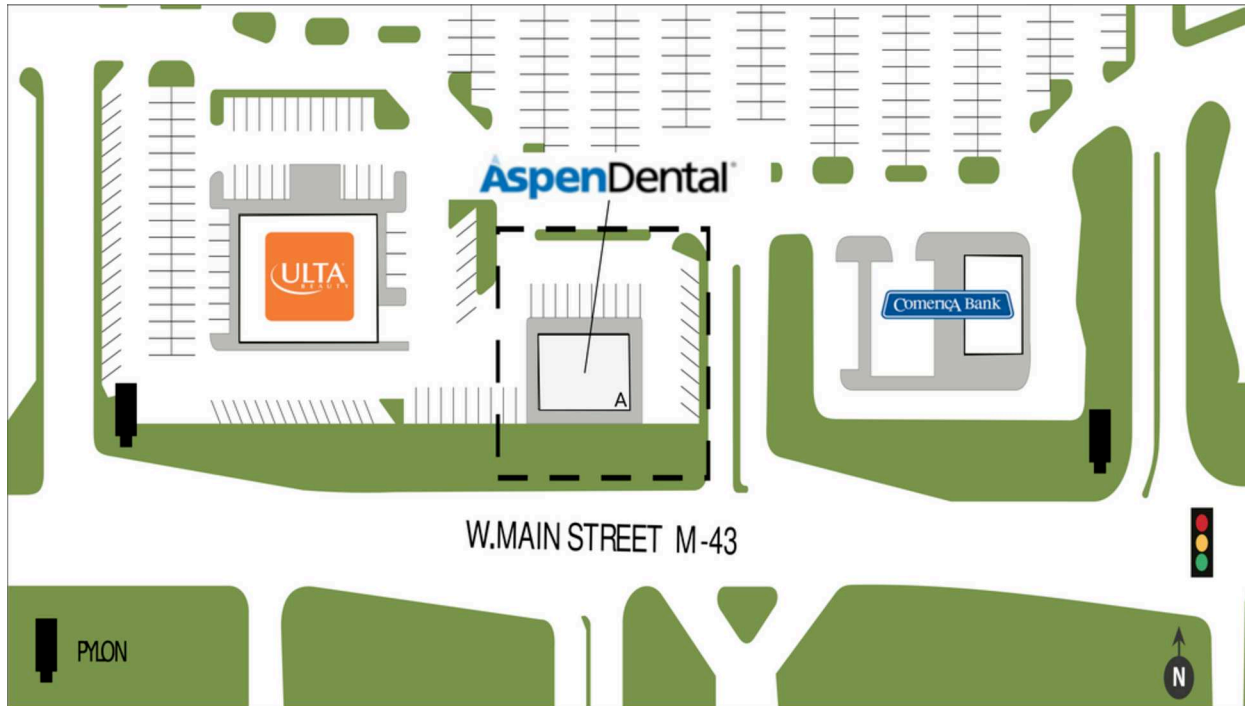 AspenDental
ULTA
BEAUTY
ComericA Bank
A
W.MAIN STREET M-43
PYLON
N